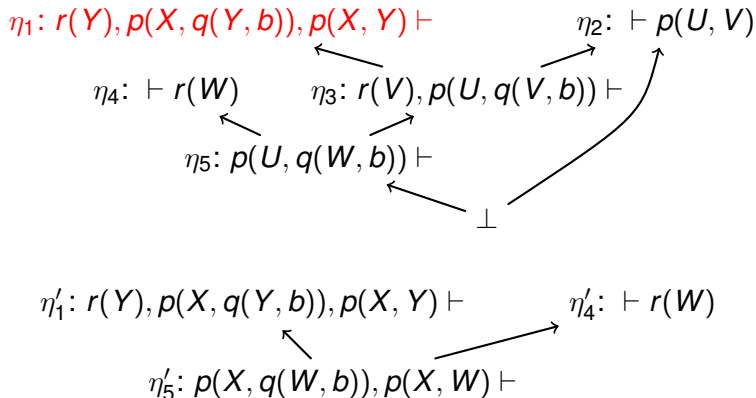 η₁: r(Y), p(X, q(Y, b)), p(X, Y) ⊢ η₂: ⊢ p(U, V)
η₄: ⊢ r(W) η₃: r(V), p(U, q(V, b)) ⊢
η₅: p(U, q(W, b)) ⊢
⊥
η′₁: r(Y), p(X, q(Y, b)), p(X, Y) ⊢ η′₄: ⊢ r(W)
η′₅: p(X, q(W, b)), p(X, W) ⊢